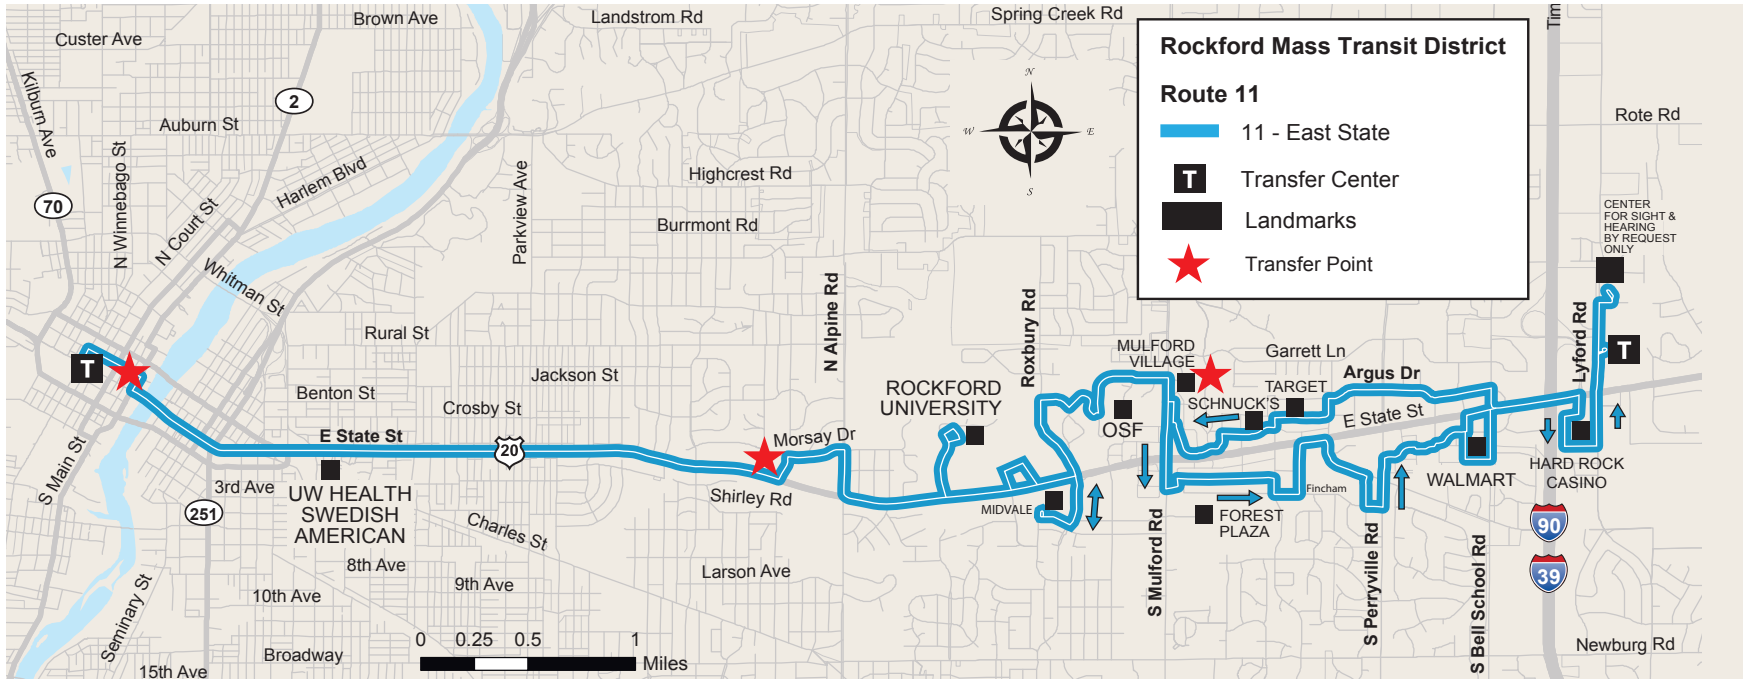 Custer Ave
Brown Ave
Landstrom Rd
Spring Creek Rd
Tim
Kilburn Ave
2
Auburn St
N Winnebago St
Harlem Blvd
N Court St
70
Whitman St
Parkview Ave
Highcrest Rd
Burrmont Rd
N
W
E
S
Rockford Mass Transit District
Route 11
11 - East State
T
Transfer Center
Landmarks
Transfer Point
Rote Rd
CENTER
FOR SIGHT &
HEARING
BY REQUEST
ONLY
Rural St
Jackson St
Benton St
Crosby St
N Alpine Rd
Roxbury Rd
ROCKFORD
UNIVERSITY
MULFORD
VILLAGE
Garrett Ln
Argus Dr
Lyford Rd
T
T
TARGET
SCHNUCK'S
E State St
OSF
E State St
20
Morsay Dr
S Main St
3rd Ave
UW HEALTH
SWEDISH
AMERICAN
251
Shirley Rd
Charles St
MIDVALE
Fincham
FOREST
PLAZA
WALMART
HARD ROCK
CASINO
90
39
S Mulford Rd
S Perryville Rd
S Bell School Rd
8th Ave
9th Ave
10th Ave
Larson Ave
Seminary St
Broadway
15th Ave
0
0.25
0.5
1
Miles
Newburg Rd